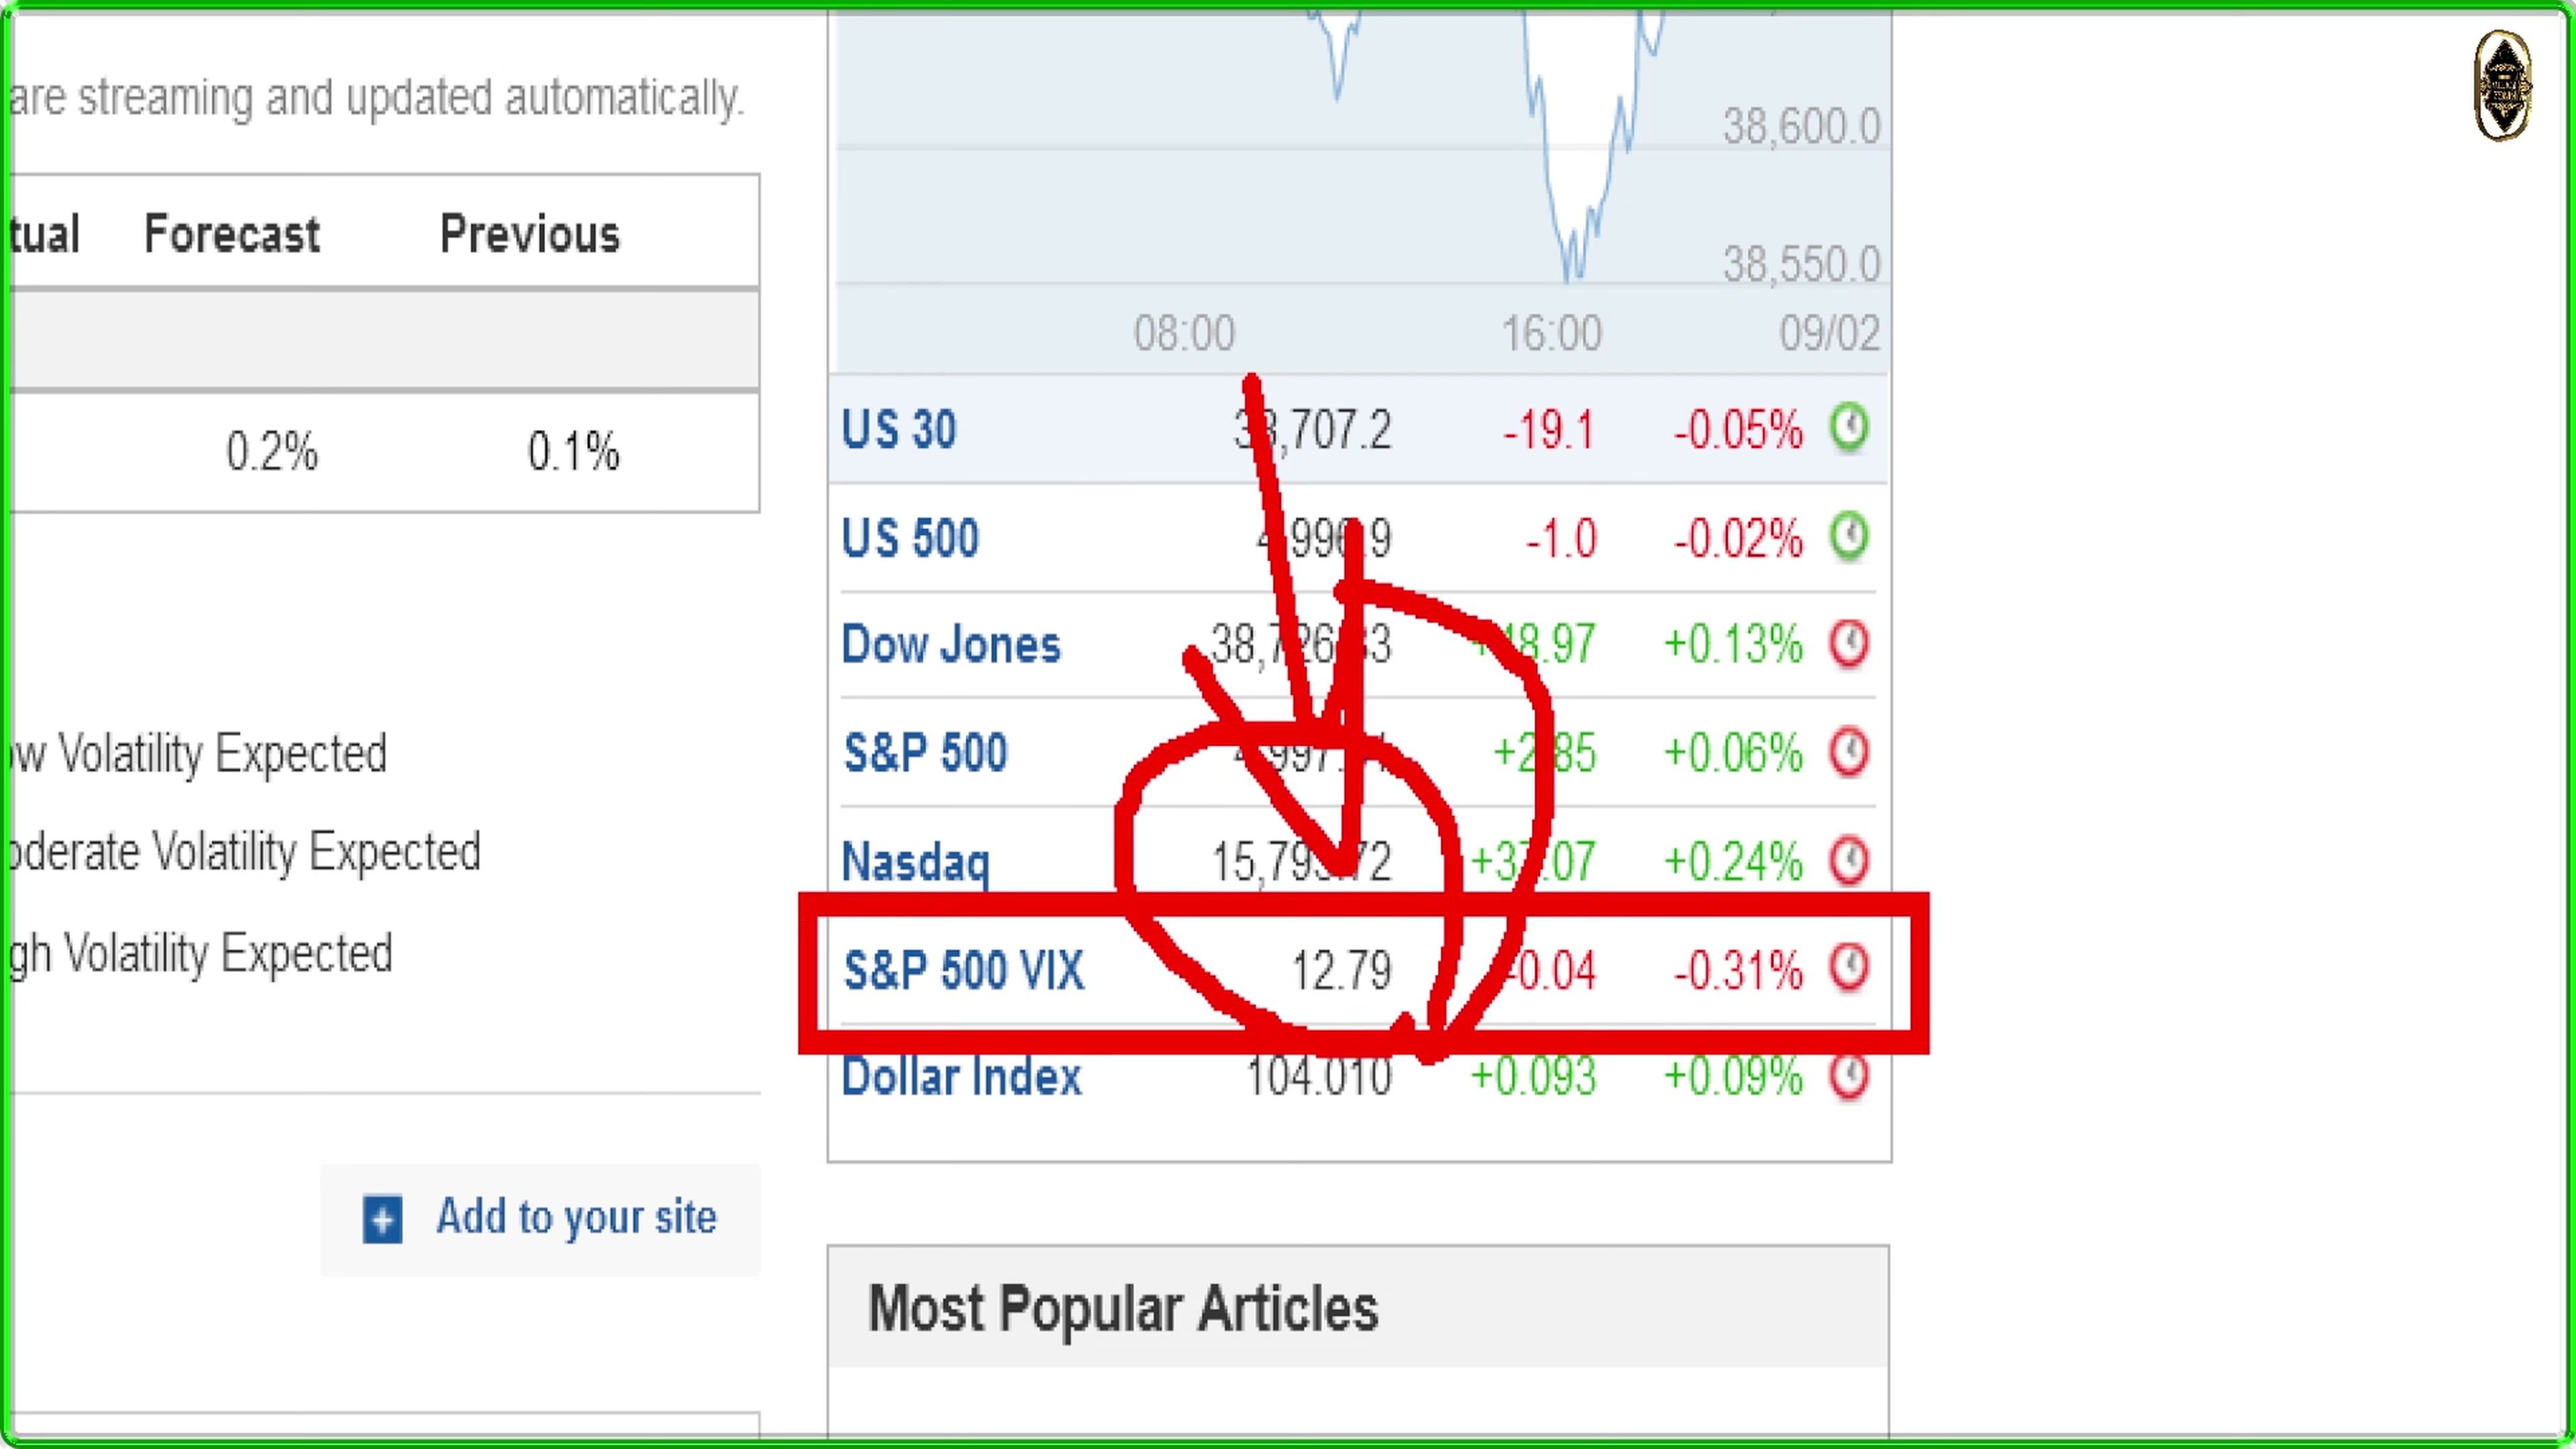 are streaming and updated automatically.
tual Forecast Previous
0.2% 0.1%
ow Volatility Expected
oderate Volatility Expected
gh Volatility Expected
Add to your site
38,600.0
38,550.0
08:00 16:00 09/02
US 30 -19.1 -0.05%
US 500 -1.0 -0.02%
Dow Jones +0.13%
S&P 500 +0.06%
Nasdaq +0.24%
S&P 500 VIX 12.79 -0.04 -0.31%
Dollar Index 104.010 +0.093 +0.09%
Most Popular Articles